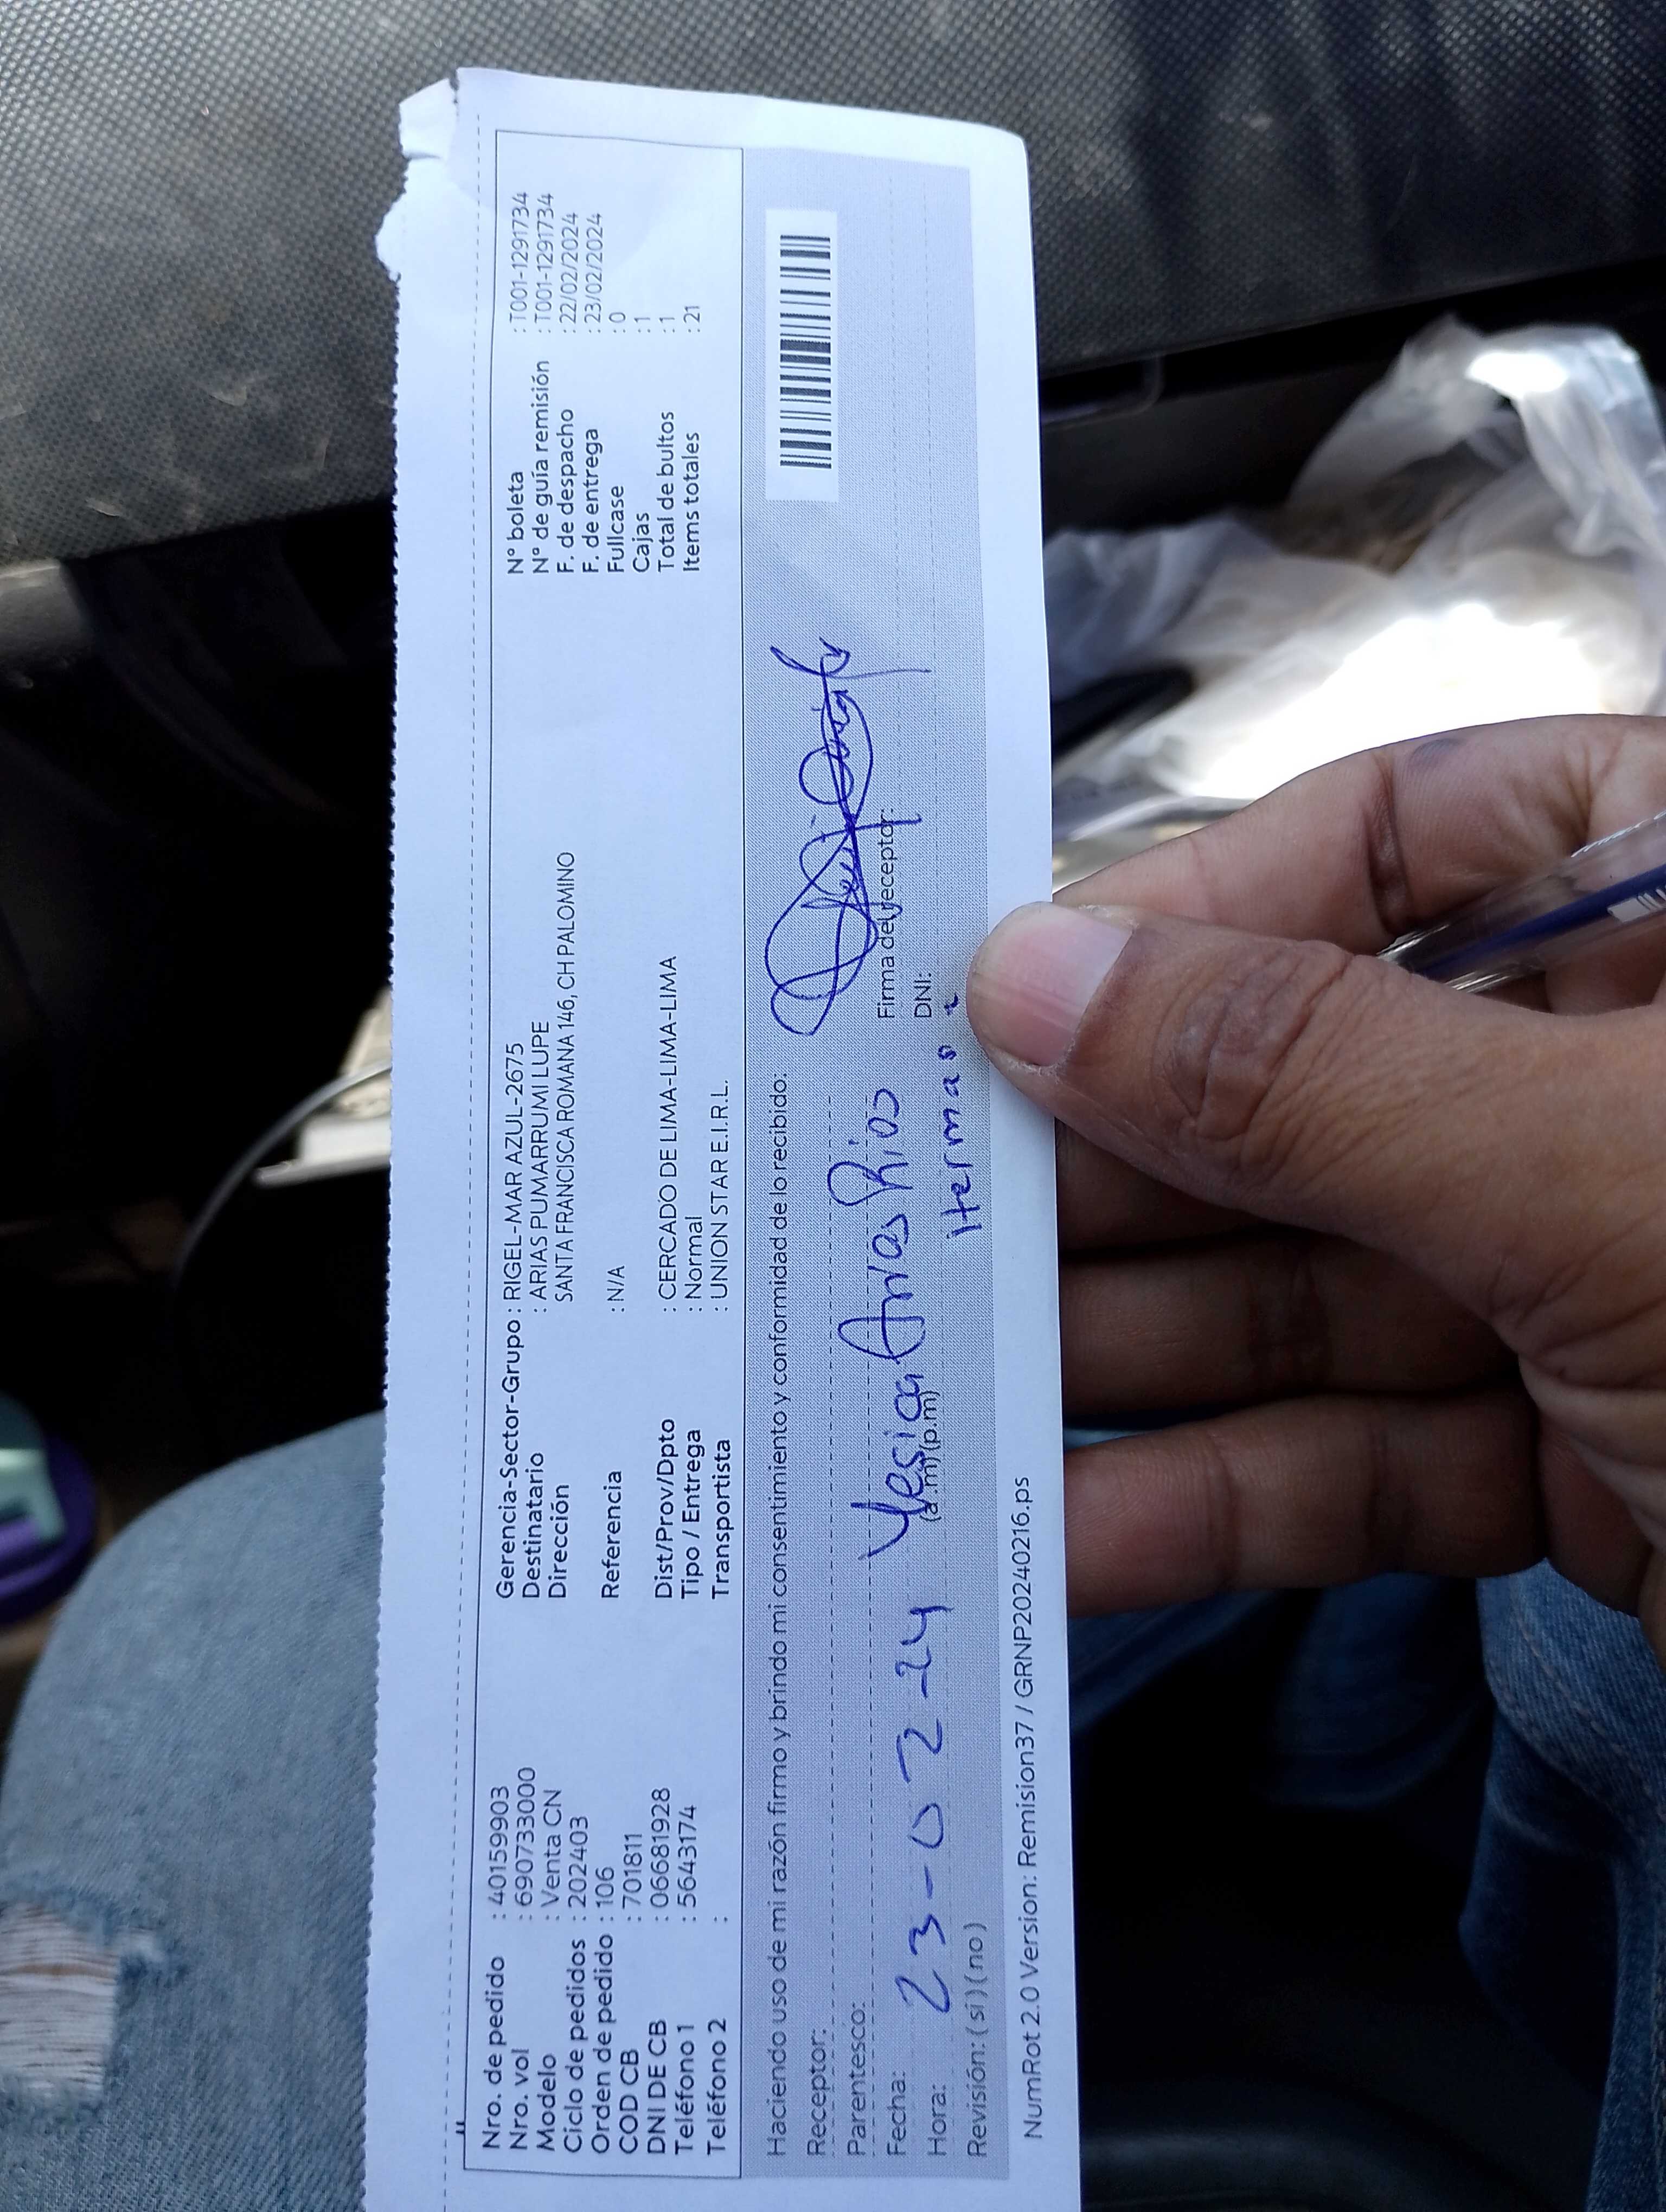 Nro. de pedido : 40159903
Nro. vol : 690733000
Modelo : Venta CN
Ciclo de pedidos : 202403
Orden de pedido : 106
COD CB : 701811
DNI DE CB : 06681928
Teléfono 1 : 5643174
Teléfono 2 :
Gerencia-Sector-Grupo : RIGEL-MAR AZUL-2675
Destinatario : ARIAS PUMARRUMI LUPE
Dirección SANTA FRANCISCA ROMANA 146, CH PALOMINO
Referencia : N/A
Dist/Prov/Dpto : CERCADO DE LIMA-LIMA-LIMA
Tipo / Entrega : Normal
Transportista : UNION STAR E.I.R.L.
N° boleta : T001-1291734
N° de guía remisión : T001-1291734
F. de despacho : 22/02/2024
F. de entrega : 23/02/2024
Fullcase : 0
Cajas : 1
Total de bultos : 1
Items totales : 21
Haciendo uso de mi razón firmo y brindo mi consentimiento y conformidad de lo recibido:
Receptor:
Parentesco:
Fecha: 23-02-24 Yesica Arias Rios
Firma del receptor:
Hora: (a.m)(p.m)
DNI:
Revisión: (si) (no)
NumRot 2.0 Version: Remision37 / GRNP20240216.ps